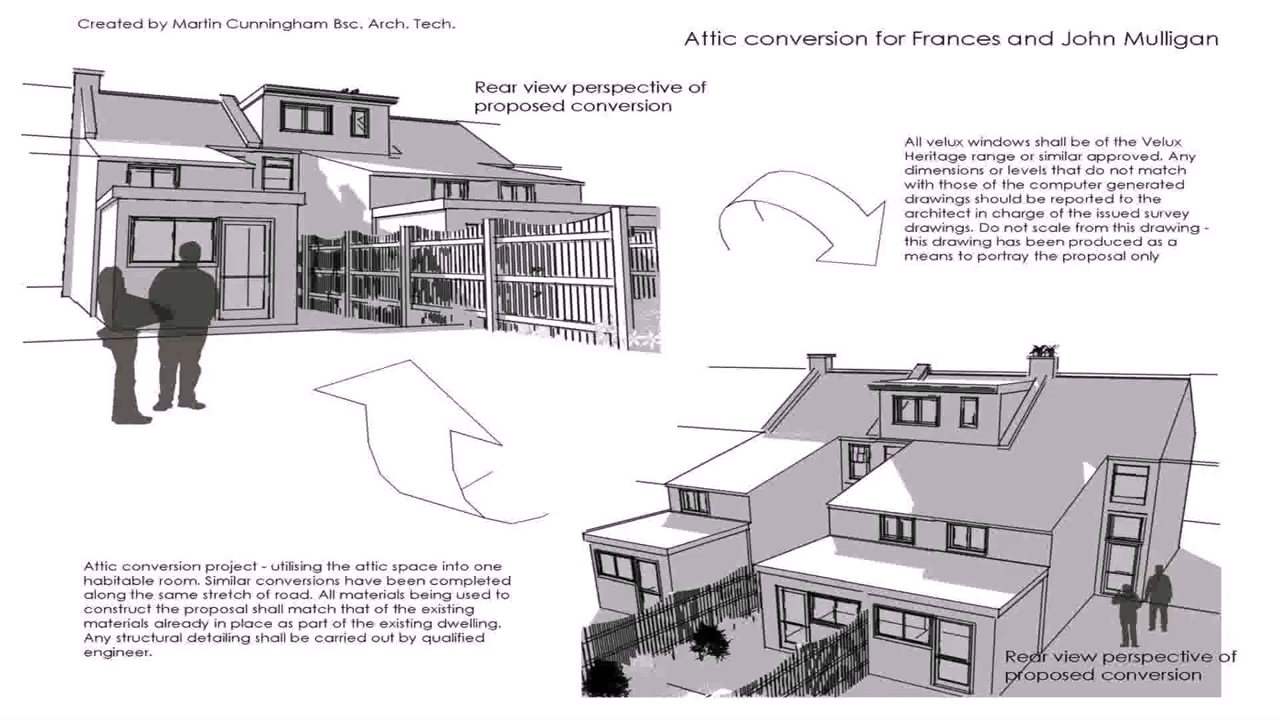 Created by Martin Cunningham Bsc. Arch. Tech.
Attic conversion for Frances and John Mulligan
Rear view perspective of
proposed conversion
All velux windows shall be of the Velux
Heritage range or similar approved. Any
dimensions or levels that do not match
with those of the computer generated
drawings should be reported to the
architect in charge of the issued survey
drawings. Do not scale from this drawing -
this drawing has been produced as a
means to portray the proposal only
Attic conversion project - utilising the attic space into one
habitable room. Similar conversions have been completed
along the same stretch of road. All materials being used to
construct the proposal shall match that of the existing
materials already in place as part of the existing dwelling.
Any structural detailing shall be carried out by qualified
engineer.
Rear view perspective of
proposed conversion